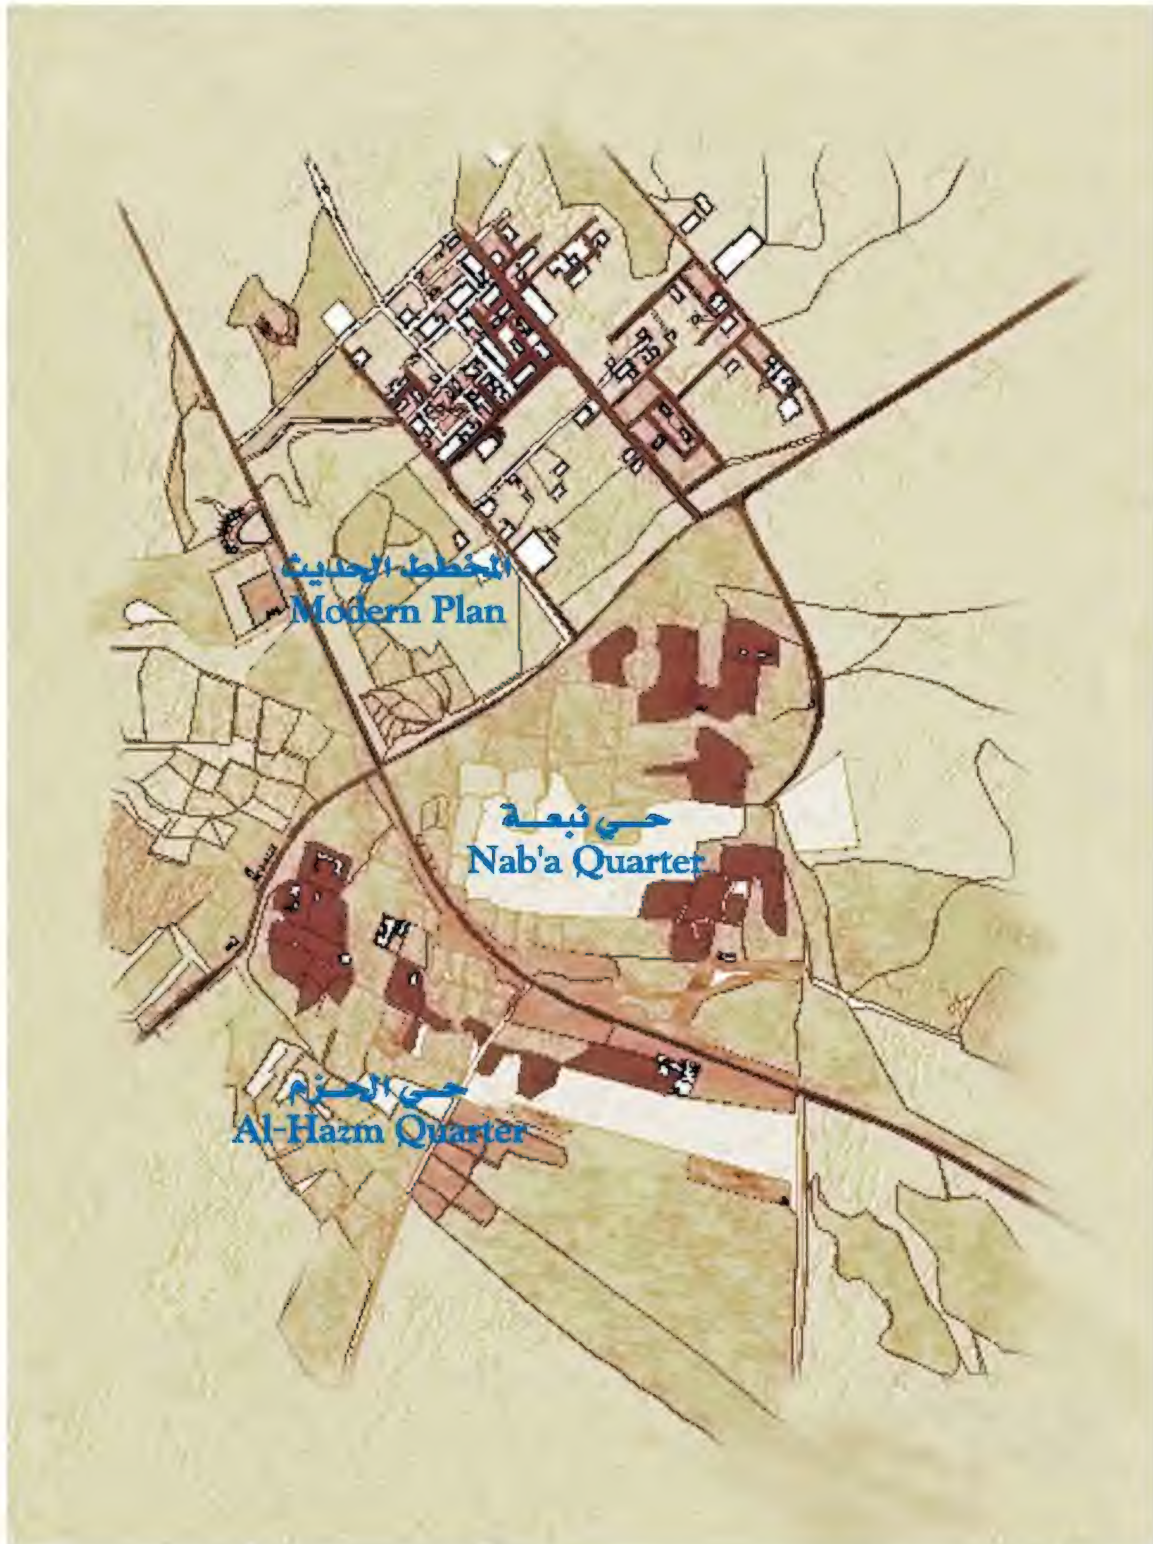 المخطط الحديث
Modern Plan
حي نبعة
Nab'a Quarter
حي الحزم
Al-Hazm Quarter